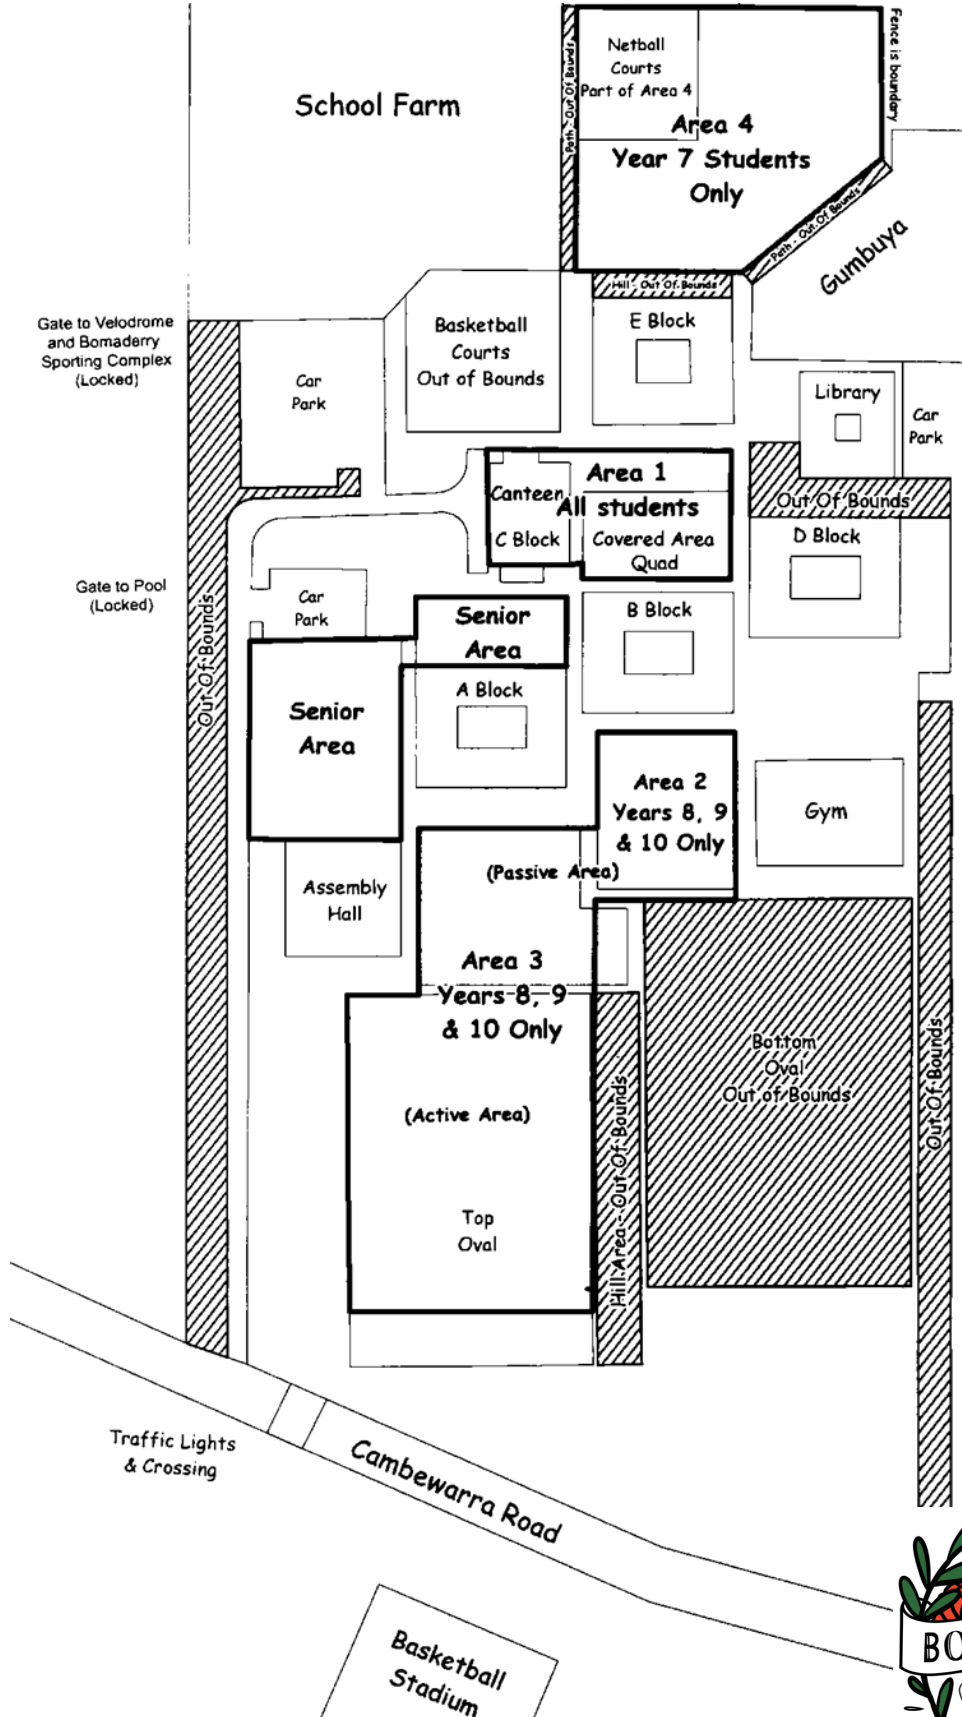 Netball
Courts
Part of Area 4
Fence is boundary
School Farm
Path - Out Of Bounds
Area 4
Year 7 Students
Only
Path - Out Of Bounds
Gumbuya
Hill - Out Of Bounds
Gate to Velodrome
and Bomaderry
Sporting Complex
(Locked)
Car
Park
Basketball
Courts
Out of Bounds
E Block
Library
Car
Park
Area 1
All students
Canteen
C Block
Covered Area
Quad
Out Of Bounds
D Block
Gate to Pool
(Locked)
Car
Park
Out Of Bounds
Senior
Area
B Block
A Block
Senior
Area
Area 2
Years 8, 9
& 10 Only
Gym
(Passive Area)
Assembly
Hall
Area 3
Years 8, 9
& 10 Only
(Active Area)
Top
Oval
Hill Area - Out Of Bounds
Bottom
Oval
Out of Bounds
Out Of Bounds
Traffic Lights
& Crossing
Cambewarra Road
Basketball
Stadium
BO